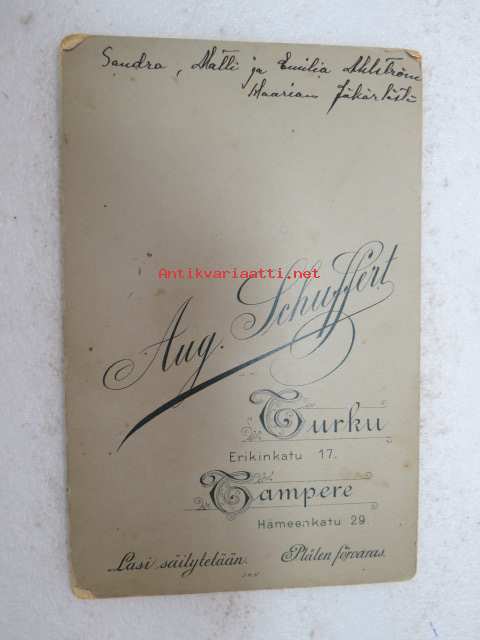 Sandra, Matti ja Emilia Ahlström
Maarian Jäkärlästä
Antikvariaatti.net
Aug. Schuffert
Turku
Erikinkatu 17.
Tampere
Hämeenkatu 29
Lasi säilytetään.
Plåten förvaras.